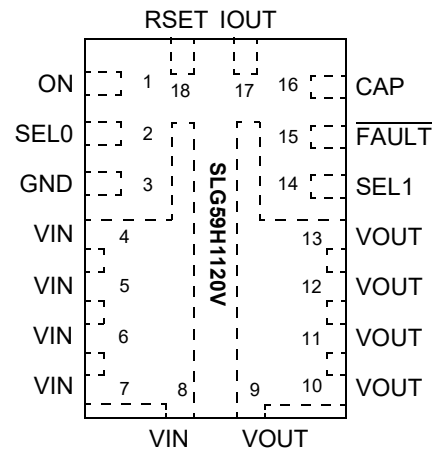 RSET IOUT
ON 1 18 17 16 CAP
SEL0 2 15 FAULT
GND 3 14 SEL1
SLG59H1120V
VIN 4 13 VOUT
VIN 5 12 VOUT
VIN 6 11 VOUT
VIN 7 8 9 10 VOUT
VIN VOUT